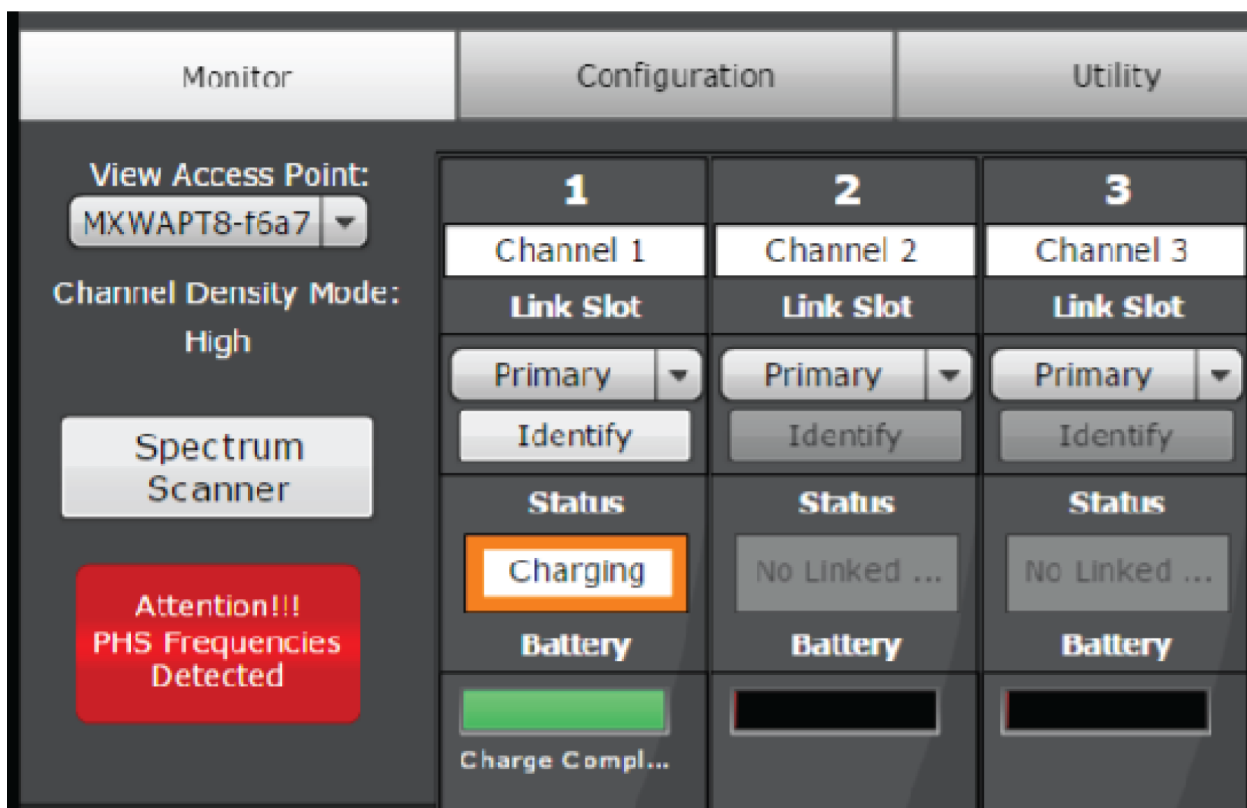 Monitor
Configuration
Utility
View Access Point:
MXWAPT8-f6a7
Channel Density Mode:
High
Spectrum
Scanner
Attention!!!
PHS Frequencies
Detected
1
Channel 1
Link Slot
Primary
Identify
Status
Charging
Battery
Charge Compl...
2
Channel 2
Link Slot
Primary
Identify
Status
No Linked ...
Battery
3
Channel 3
Link Slot
Primary
Identify
Status
No Linked ...
Battery